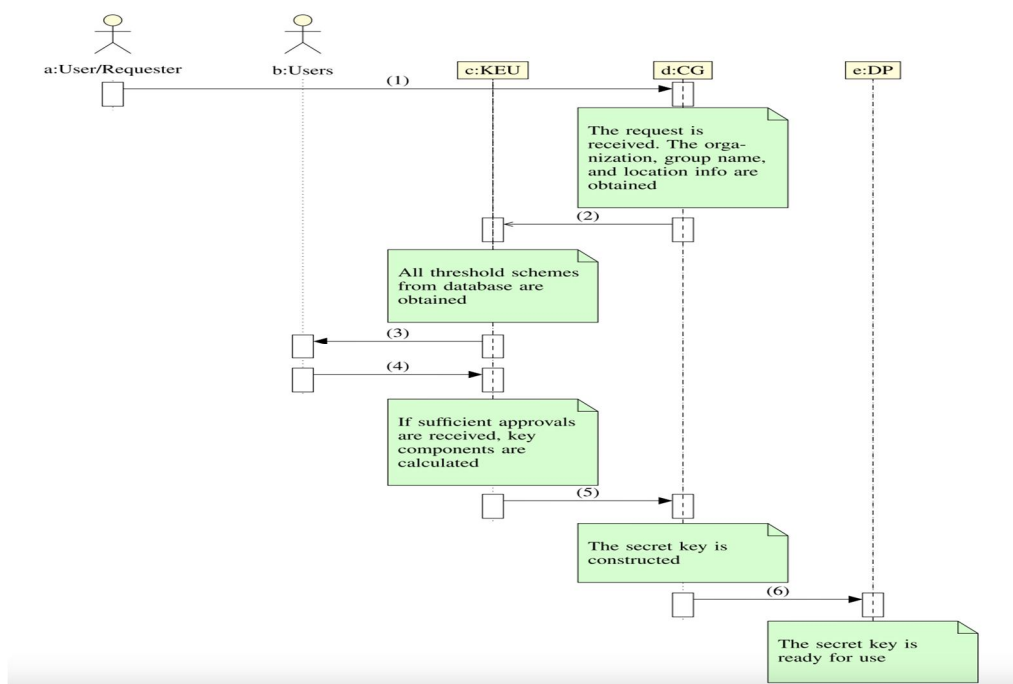 a:User/Requester
b:Users
c:KEU
d:CG
e:DP
(1)
The request is
received. The orga-
nization, group name,
and location info are
obtained
(2)
All threshold schemes
from database are
obtained
(3)
(4)
If sufficient approvals
are received, key
components are
calculated
(5)
The secret key is
constructed
(6)
The secret key is
ready for use